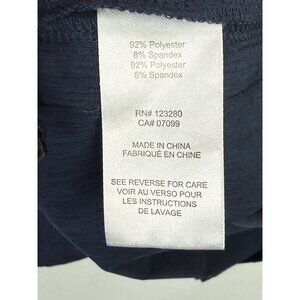 92% Polyester
8% Spandex
92% Polyester
8% Spandex
RN# 123280
CA# 07099
MADE IN CHINA
FABRIQUÉ EN CHINE
SEE REVERSE FOR CARE
VOIR AU VERSO POUR
LES INSTRUCTIONS
DE LAVAGE